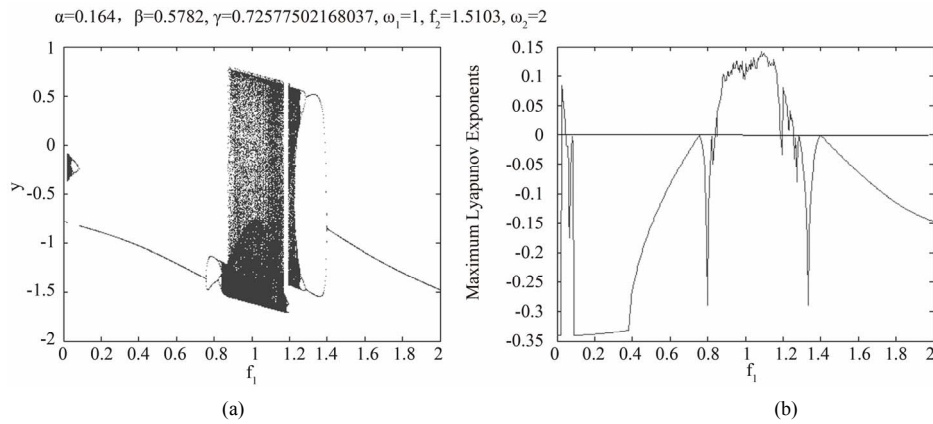 α=0.164, β=0.5782, γ=0.72577502168037, ω₁=1, f₂=1.5103, ω₂=2
1
0.5
0
-0.5
-1
-1.5
-2
y
0 0.2 0.4 0.6 0.8 1 1.2 1.4 1.6 1.8 2
f₁
(a)
0.15
0.1
0.05
0
-0.05
-0.1
-0.15
-0.2
-0.25
-0.3
-0.35
Maximum Lyapunov Exponents
0 0.2 0.4 0.6 0.8 1 1.2 1.4 1.6 1.8 2
f₁
(b)